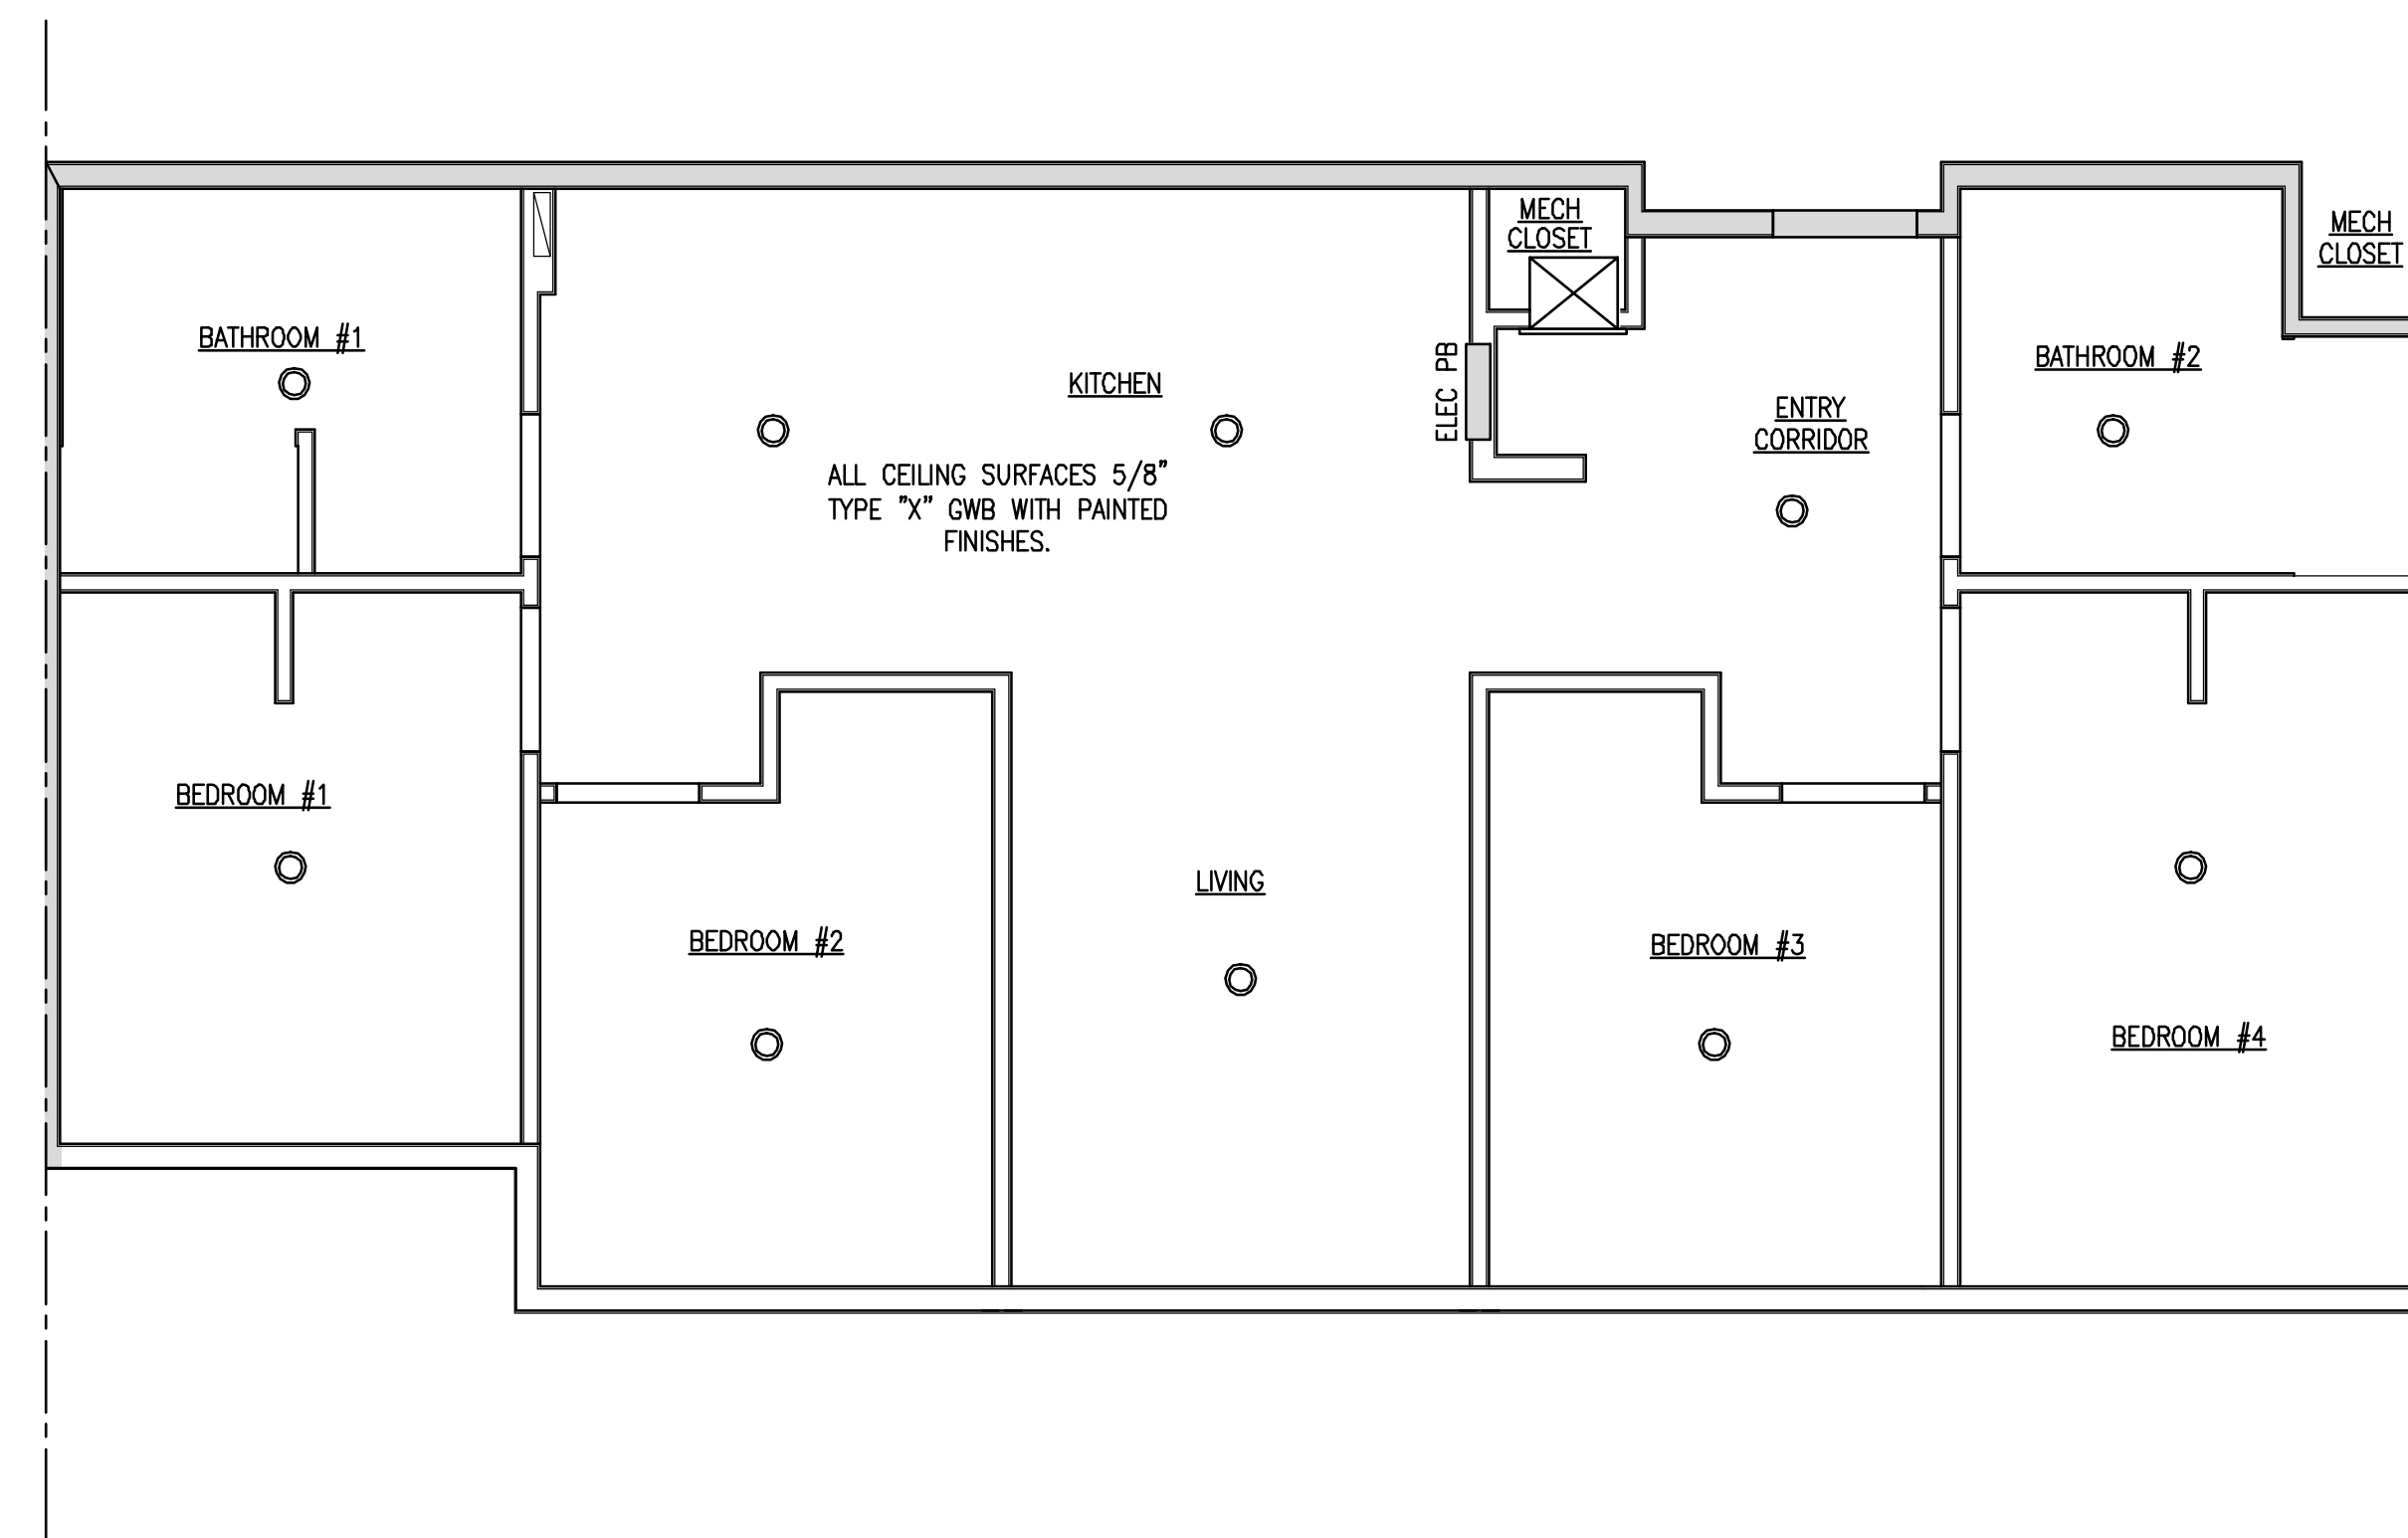 MECH
CLOSET
MECH
CLOSET
BATHROOM #1
KITCHEN
ELEC PB
BATHROOM #2
ENTRY
CORRIDOR
ALL CEILING SURFACES 5/8"
TYPE "X" GWB WITH PAINTED
FINISHES.
BEDROOM #1
LIVING
BEDROOM #2
BEDROOM #3
BEDROOM #4